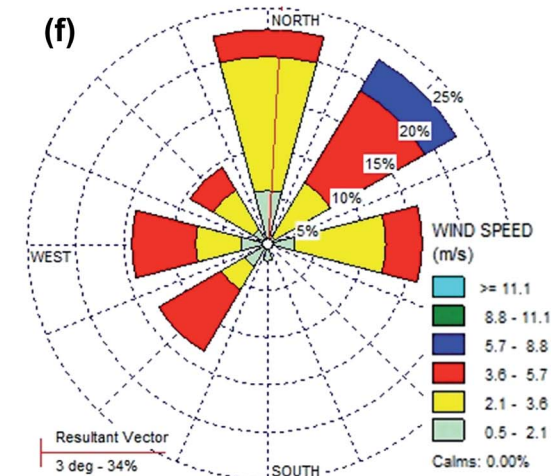 (f)
NORTH
25%
20%
15%
10%
5%
WEST
WIND SPEED
(m/s)
>= 11.1
8.8 - 11.1
5.7 - 8.8
3.6 - 5.7
2.1 - 3.6
0.5 - 2.1
Calms: 0.00%
Resultant Vector
3 deg - 34%
SOUTH